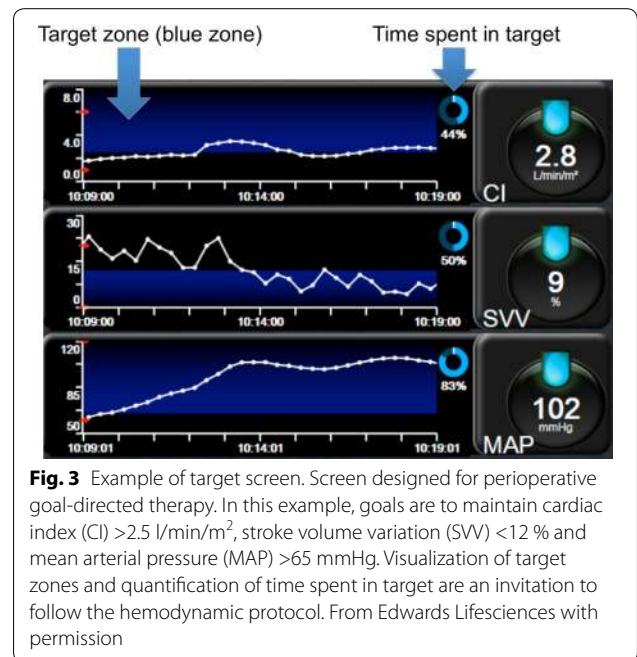 Target zone (blue zone) Time spent in target
8.0
4.0
0.0
10:09:00 10:14:00 10:19:00
44%
2.8
L/min/m²
CI
30
15
0
10:09:00 10:14:00 10:19:00
50%
9
%
SVV
120
85
50
10:09:01 10:14:01 10:19:01
83%
102
mmHg
MAP
Fig. 3 Example of target screen. Screen designed for perioperative
goal-directed therapy. In this example, goals are to maintain cardiac
index (CI) >2.5 l/min/m², stroke volume variation (SVV) <12 % and
mean arterial pressure (MAP) >65 mmHg. Visualization of target
zones and quantification of time spent in target are an invitation to
follow the hemodynamic protocol. From Edwards Lifesciences with
permission